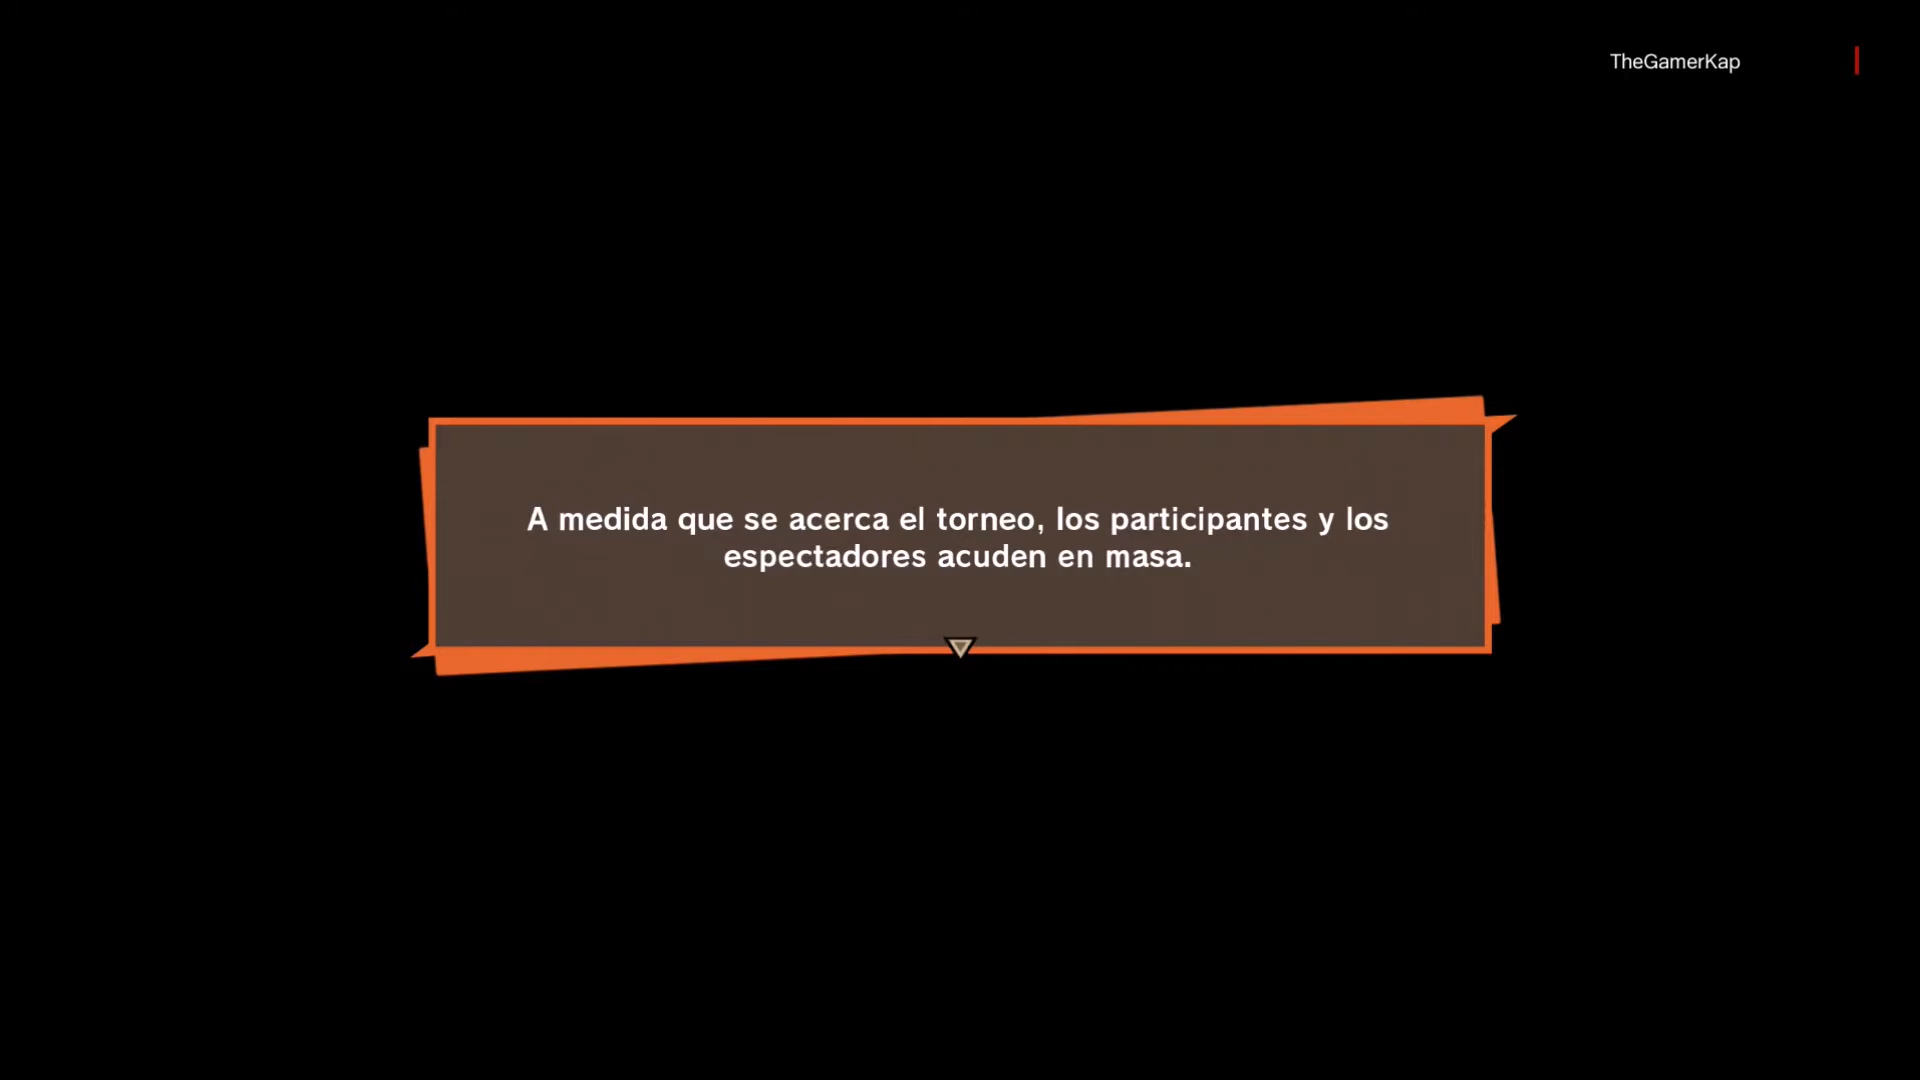 TheGamerKap
A medida que se acerca el torneo, los participantes y los
espectadores acuden en masa.